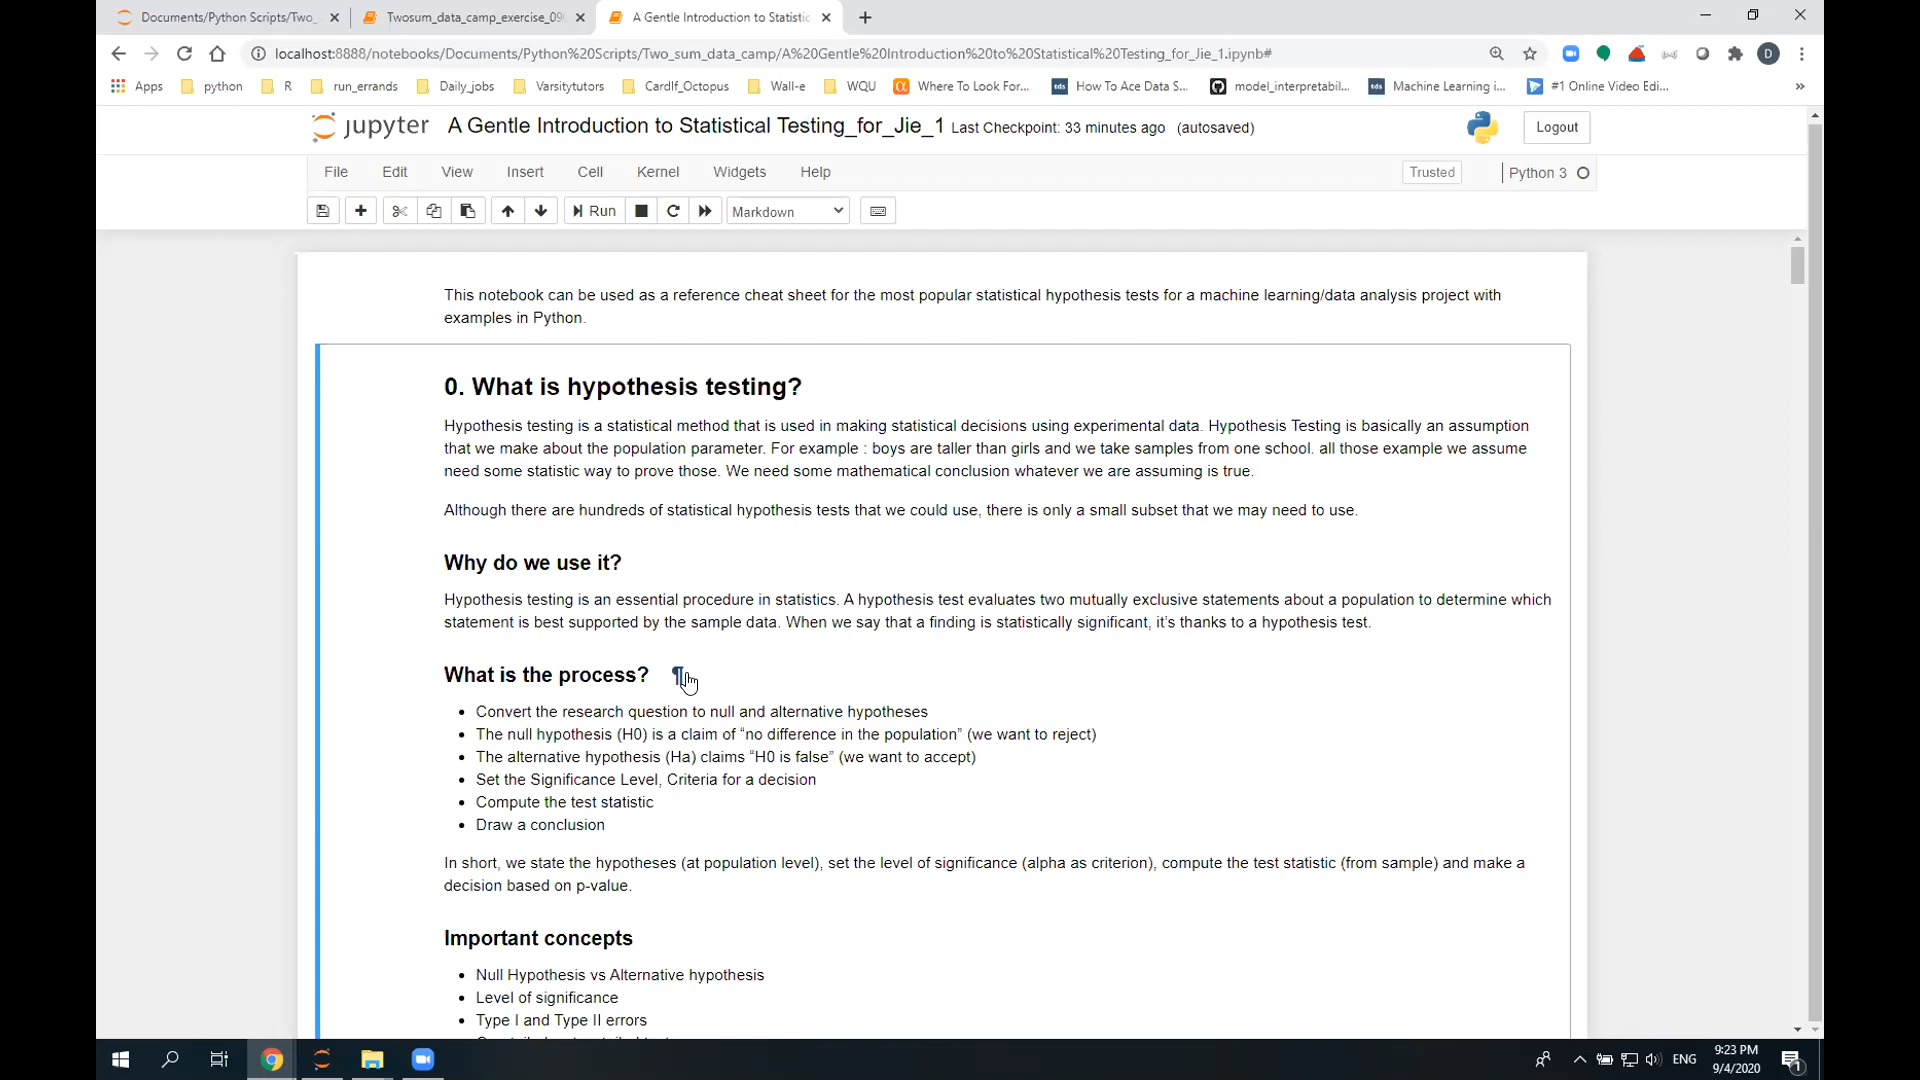 Documents/Python Scripts/Two_
Twosum_data_camp_exercise_09
A Gentle Introduction to Statistic
localhost:8888/notebooks/Documents/Python%20Scripts/Two_sum_data_camp/A%20Gentle%20Introduction%20to%20Statistical%20Testing_for_Jie_1.ipynb#
D
Apps
python
R
run_errands
Daily_jobs
Varsitytutors
Cardlf_Octopus
Wall-e
WQU
Where To Look For...
How To Ace Data S...
model_interpretabil...
Machine Learning i...
#1 Online Video Edi...
»
jupyter A Gentle Introduction to Statistical Testing_for_Jie_1 Last Checkpoint: 33 minutes ago (autosaved)
Logout
File Edit View Insert Cell Kernel Widgets Help
Trusted
Python 3
Run
Markdown
This notebook can be used as a reference cheat sheet for the most popular statistical hypothesis tests for a machine learning/data analysis project with
examples in Python.
0. What is hypothesis testing?
Hypothesis testing is a statistical method that is used in making statistical decisions using experimental data. Hypothesis Testing is basically an assumption
that we make about the population parameter. For example : boys are taller than girls and we take samples from one school. all those example we assume
need some statistic way to prove those. We need some mathematical conclusion whatever we are assuming is true.
Although there are hundreds of statistical hypothesis tests that we could use, there is only a small subset that we may need to use.
Why do we use it?
Hypothesis testing is an essential procedure in statistics. A hypothesis test evaluates two mutually exclusive statements about a population to determine which
statement is best supported by the sample data. When we say that a finding is statistically significant, it's thanks to a hypothesis test.
What is the process? ¶
• Convert the research question to null and alternative hypotheses
• The null hypothesis (H0) is a claim of “no difference in the population” (we want to reject)
• The alternative hypothesis (Ha) claims “H0 is false” (we want to accept)
• Set the Significance Level, Criteria for a decision
• Compute the test statistic
• Draw a conclusion
In short, we state the hypotheses (at population level), set the level of significance (alpha as criterion), compute the test statistic (from sample) and make a
decision based on p-value.
Important concepts
• Null Hypothesis vs Alternative hypothesis
• Level of significance
• Type I and Type II errors
ENG
9:23 PM
9/4/2020
1